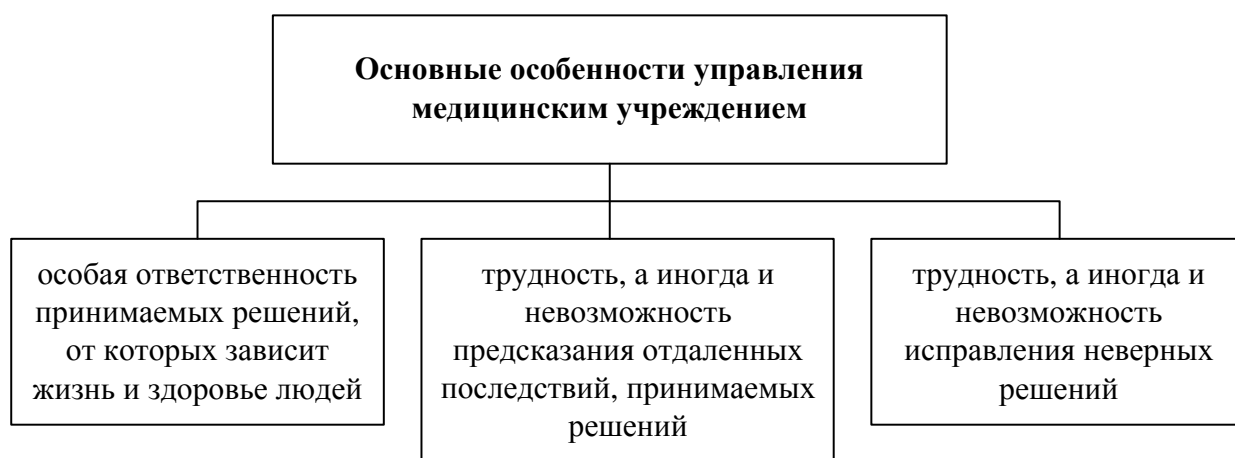 Основные особенности управления
медицинским учреждением
особая ответственность
принимаемых решений,
от которых зависит
жизнь и здоровье людей
трудность, а иногда и
невозможность
предсказания отдаленных
последствий, принимаемых
решений
трудность, а иногда и
невозможность
исправления неверных
решений